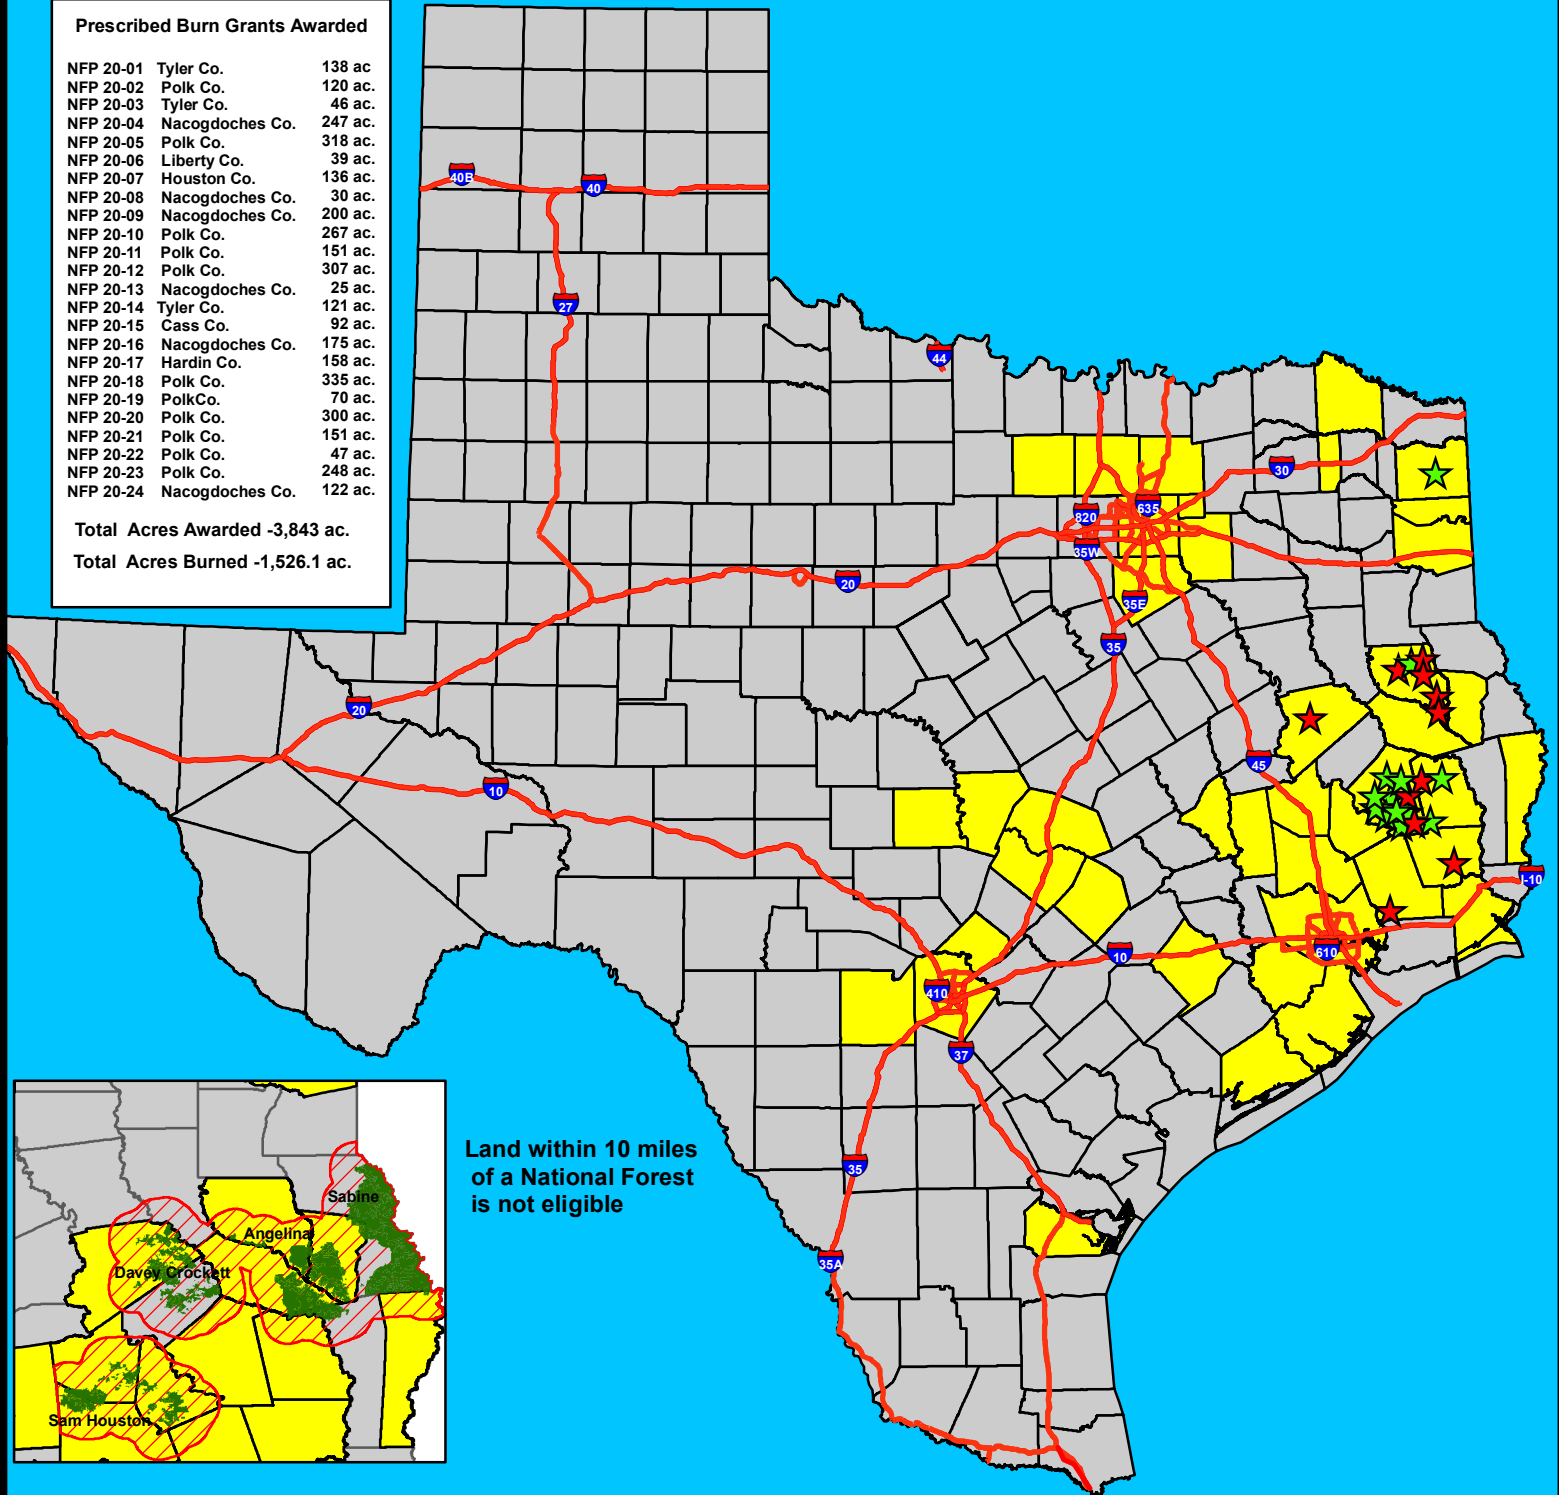 Prescribed Burn Grants Awarded
NFP 20-01 Tyler Co. 138 ac
NFP 20-02 Polk Co. 120 ac.
NFP 20-03 Tyler Co. 46 ac.
NFP 20-04 Nacogdoches Co. 247 ac.
NFP 20-05 Polk Co. 318 ac.
NFP 20-06 Liberty Co. 39 ac.
NFP 20-07 Houston Co. 136 ac.
NFP 20-08 Nacogdoches Co. 30 ac.
NFP 20-09 Nacogdoches Co. 200 ac.
NFP 20-10 Polk Co. 267 ac.
NFP 20-11 Polk Co. 151 ac.
NFP 20-12 Polk Co. 307 ac.
NFP 20-13 Nacogdoches Co. 25 ac.
NFP 20-14 Tyler Co. 121 ac.
NFP 20-15 Cass Co. 92 ac.
NFP 20-16 Nacogdoches Co. 175 ac.
NFP 20-17 Hardin Co. 158 ac.
NFP 20-18 Polk Co. 335 ac.
NFP 20-19 PolkCo. 70 ac.
NFP 20-20 Polk Co. 300 ac.
NFP 20-21 Polk Co. 151 ac.
NFP 20-22 Polk Co. 47 ac.
NFP 20-23 Polk Co. 248 ac.
NFP 20-24 Nacogdoches Co. 122 ac.
Total Acres Awarded -3,843 ac.
Total Acres Burned -1,526.1 ac.
40B
40
27
44
30
635
820
35W
20
35E
35
20
45
10
I-10
10
610
410
37
35
35A
Land within 10 miles
of a National Forest
is not eligible
Sabine
Angelina
Davey Crockett
Sam Houston